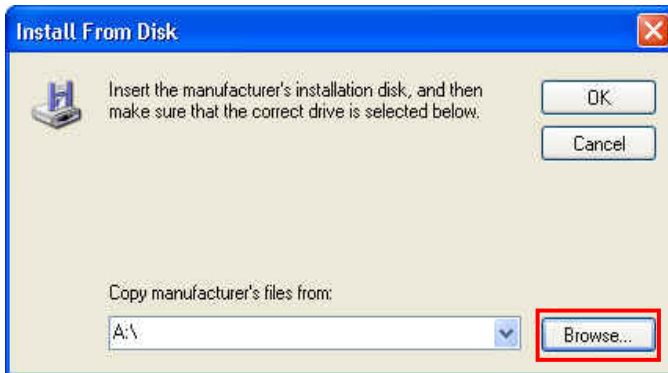 Install From Disk
Insert the manufacturer's installation disk, and then
make sure that the correct drive is selected below.
OK
Cancel
Copy manufacturer's files from:
A:\
Browse...